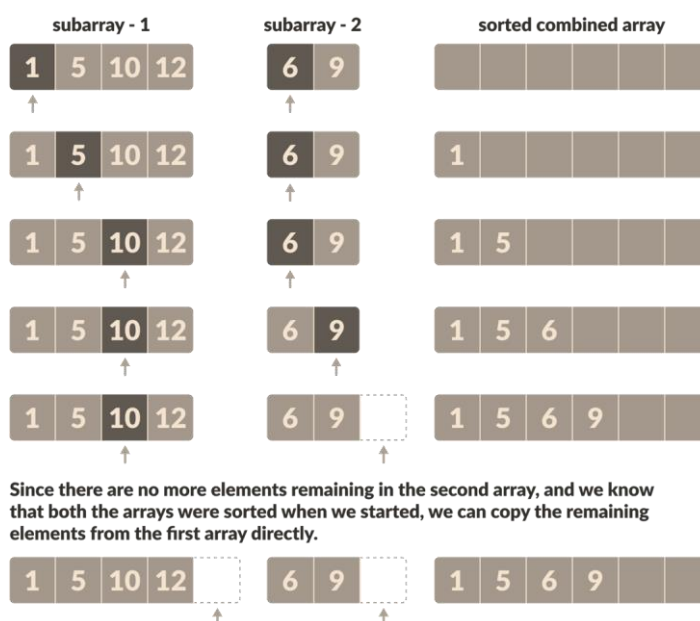 subarray - 1 subarray - 2 sorted combined array
1 5 10 12 6 9
1 5 10 12 6 9 1
1 5 10 12 6 9 1 5
1 5 10 12 6 9 1 5 6
1 5 10 12 6 9 1 5 6 9
Since there are no more elements remaining in the second array, and we know
that both the arrays were sorted when we started, we can copy the remaining
elements from the first array directly.
1 5 10 12 6 9 1 5 6 9